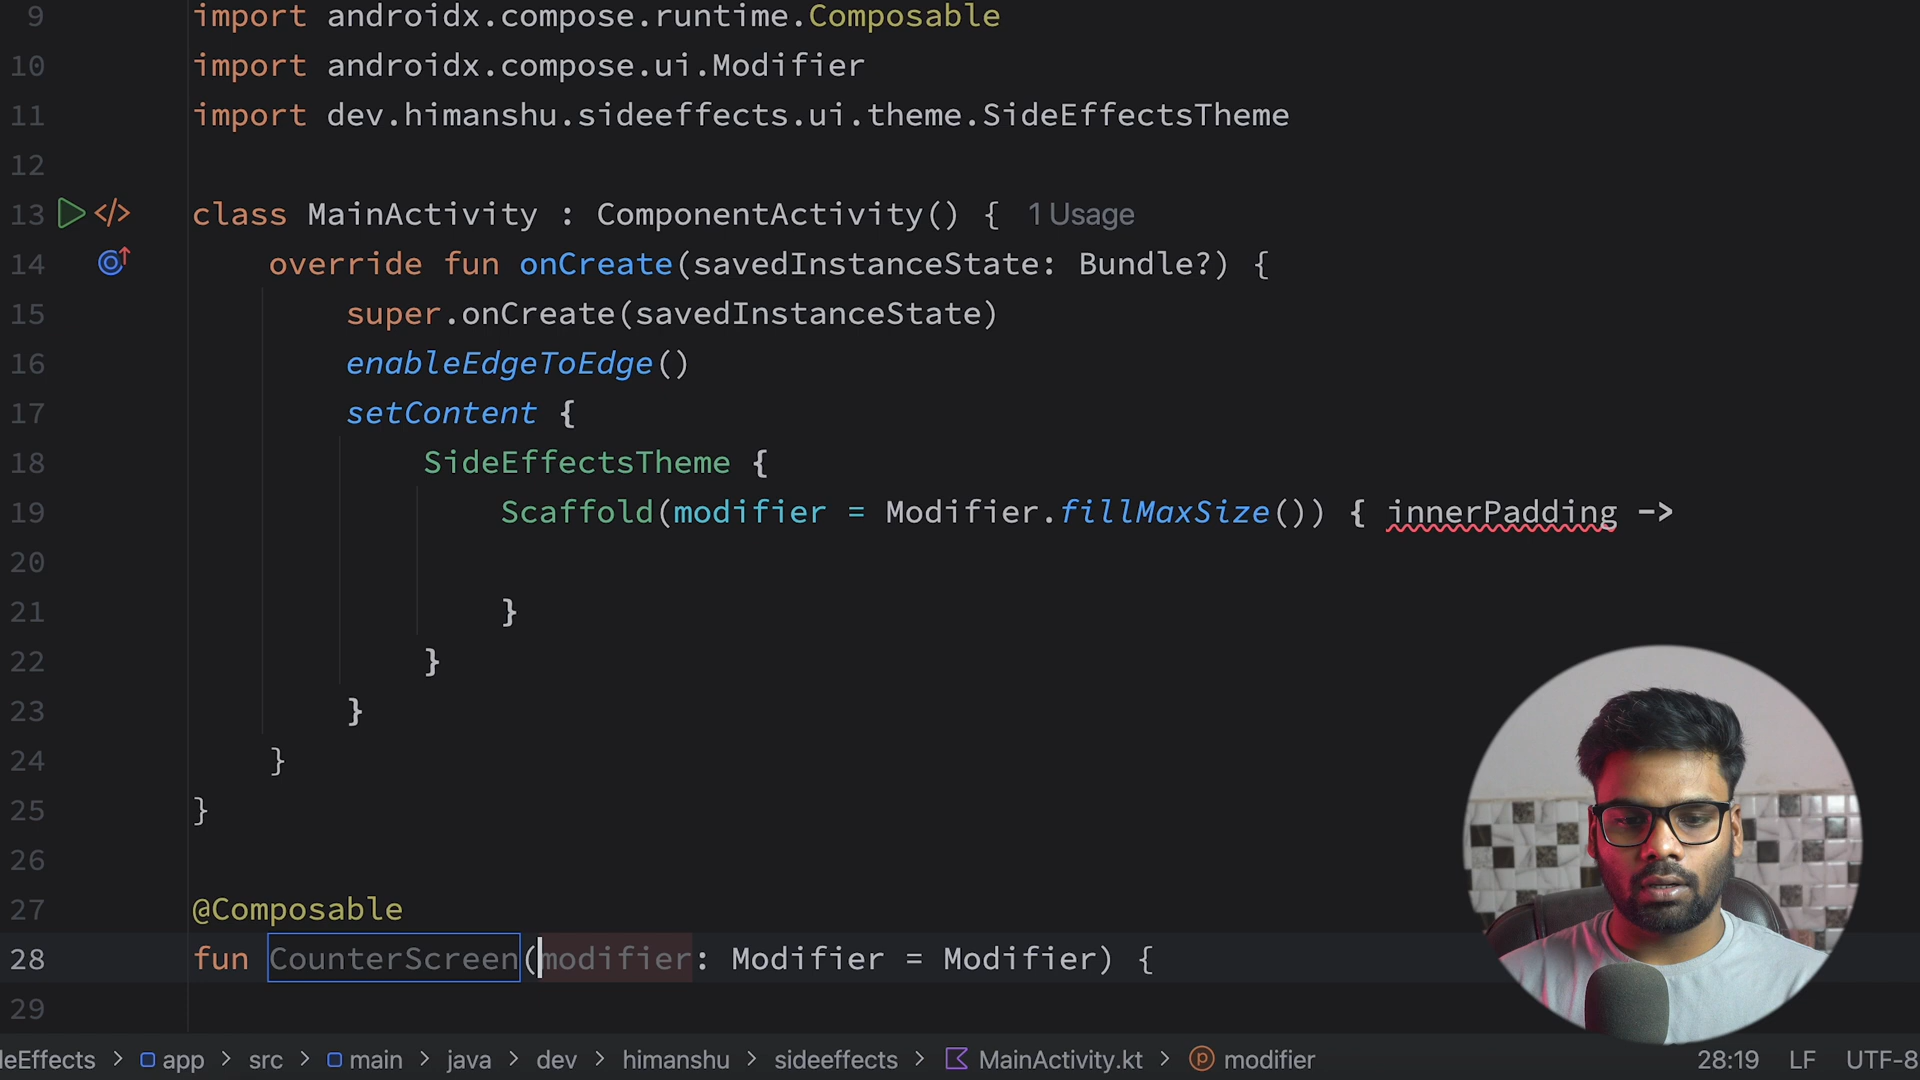 9 import androidx.compose.runtime.Composable
10 import androidx.compose.ui.Modifier
11 import dev.himanshu.sideeffects.ui.theme.SideEffectsTheme
12
13 </> class MainActivity : ComponentActivity() { 1 Usage
14 override fun onCreate(savedInstanceState: Bundle?) {
15 super.onCreate(savedInstanceState)
16 enableEdgeToEdge()
17 setContent {
18 SideEffectsTheme {
19 Scaffold(modifier = Modifier.fillMaxSize()) { innerPadding ->
20
21 }
22 }
23 }
24 }
25 }
26
27 @Composable
28 fun CounterScreen(modifier: Modifier = Modifier) {
29
leEffects > app > src > main > java > dev > himanshu > sideeffects > MainActivity.kt > modifier 28:19 LF UTF-8